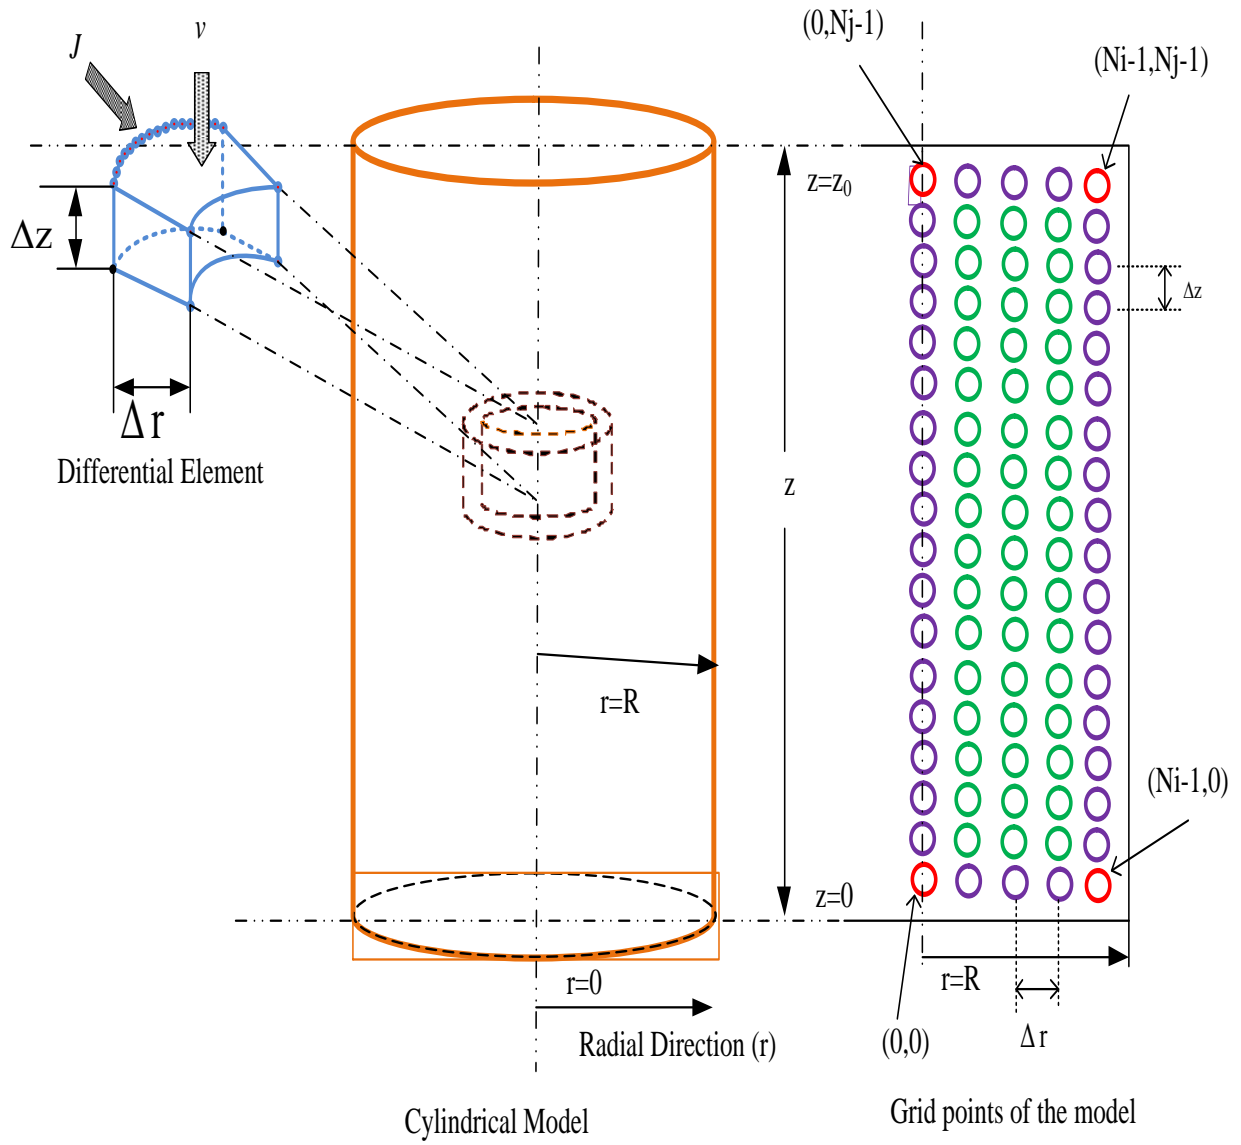 (0,Nj-1)
v
J
(Ni-1,Nj-1)
z=z0
Δz
Δz
Δr
Differential Element
z
r=R
(Ni-1,0)
z=0
r=0
r=R
(0,0)
Δ r
Radial Direction (r)
Cylindrical Model
Grid points of the model